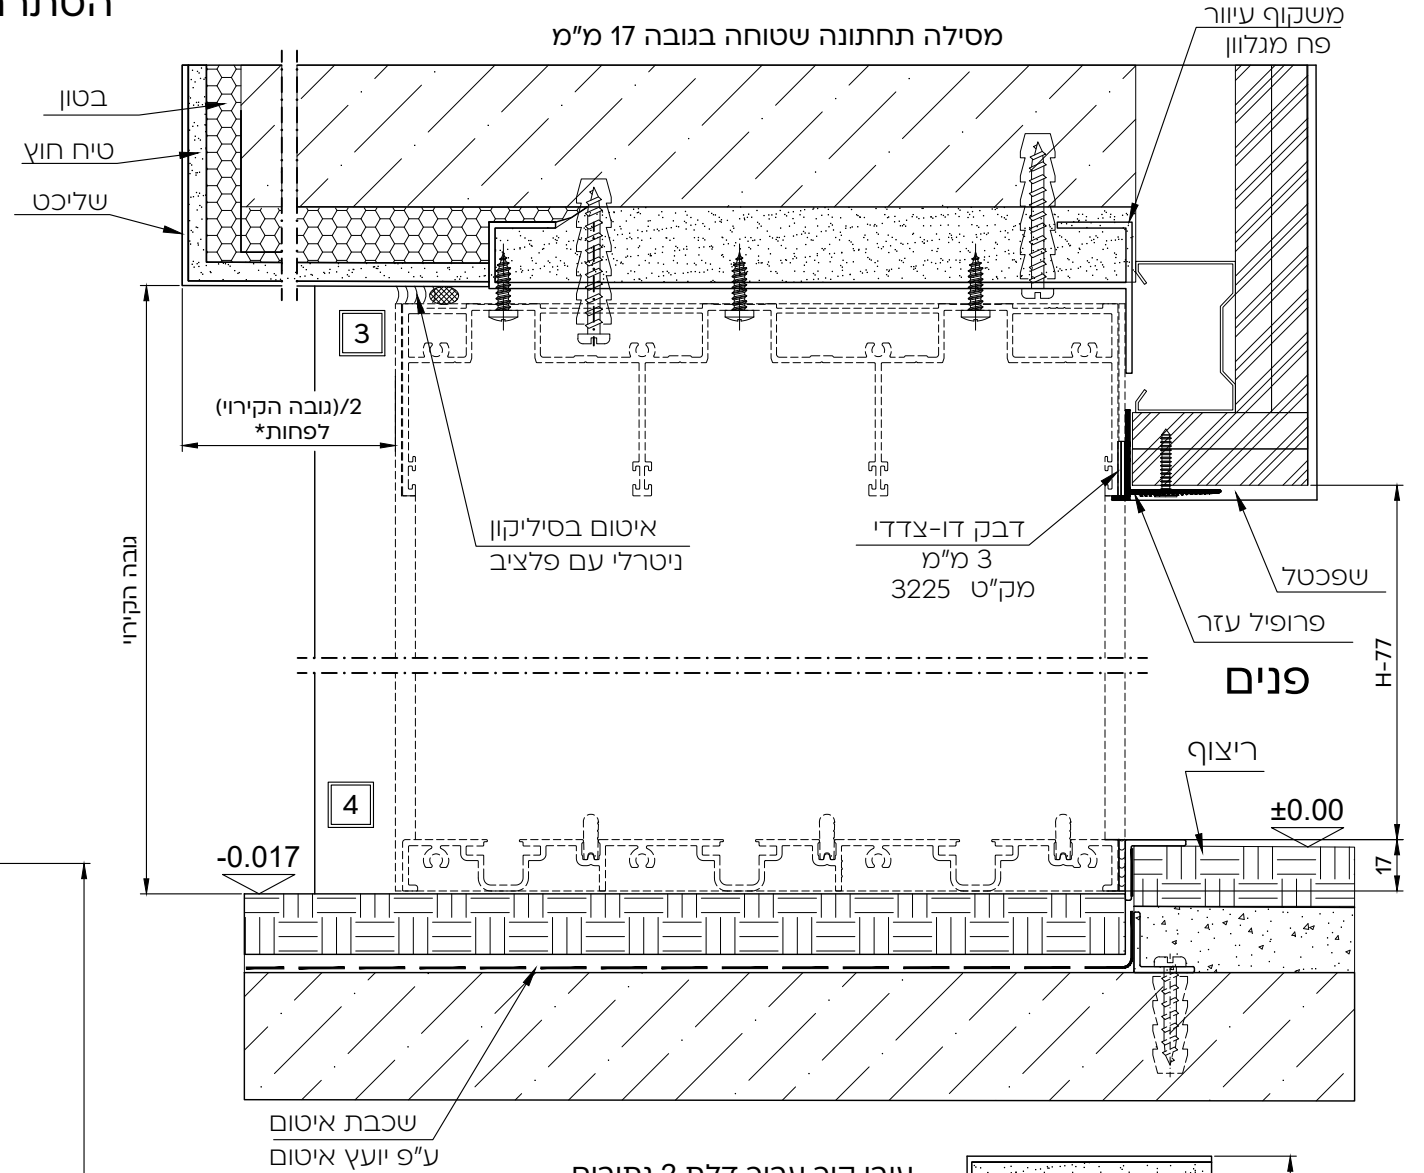 משקוף עיוור
פח מגלוון
מסילה תחתונה שטוחה בגובה 17 מ"מ
בטון
טיח חוץ
שליכט
3
(גובה הקירוי)/2
לפחות*
גובה הקירוי
איטום בסיליקון
ניטרלי עם פלציב
דבק דו-צדדי
3 מ"מ
מק"ט 3225
שפכטל
פרופיל עזר
פנים
H-77
ריצוף
4
-0.017
±0.00
17
שכבת איטום
ע"פ יועץ איטום